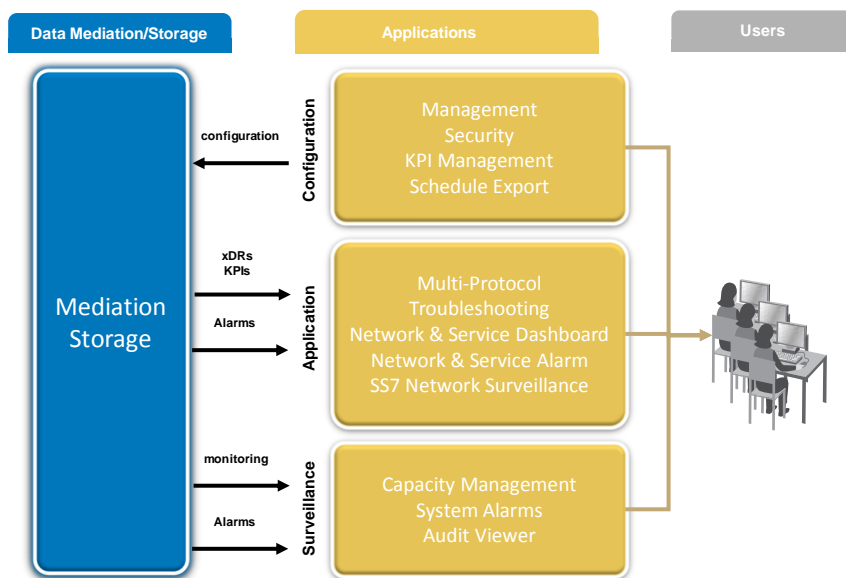 Data Mediation/Storage
Applications
Users
Mediation
Storage
configuration
Configuration
Management
Security
KPI Management
Schedule Export
xDRs
KPIs
Alarms
Application
Multi-Protocol
Troubleshooting
Network & Service Dashboard
Network & Service Alarm
SS7 Network Surveillance
monitoring
Alarms
Surveillance
Capacity Management
System Alarms
Audit Viewer